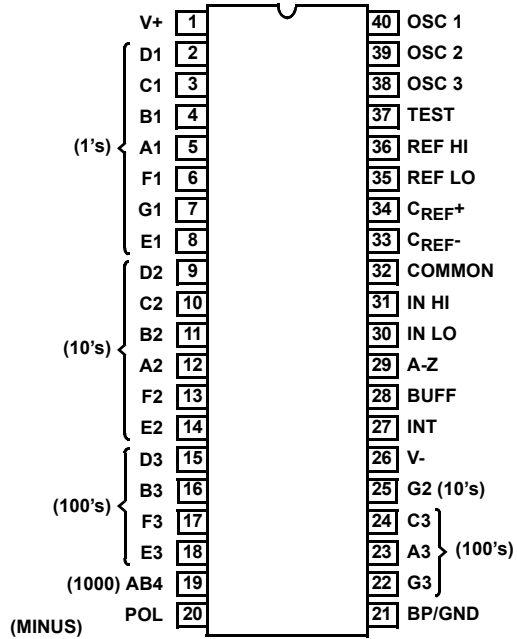 V+ 1 40 OSC 1
D1 2 39 OSC 2
C1 3 38 OSC 3
B1 4 37 TEST
(1's) A1 5 36 REF HI
F1 6 35 REF LO
G1 7 34 CREF+
E1 8 33 CREF-
D2 9 32 COMMON
C2 10 31 IN HI
B2 11 30 IN LO
(10's) A2 12 29 A-Z
F2 13 28 BUFF
E2 14 27 INT
D3 15 26 V-
B3 16 25 G2 (10's)
(100's) F3 17 24 C3
E3 18 23 A3 (100's)
(1000) AB4 19 22 G3
(MINUS) POL 20 21 BP/GND